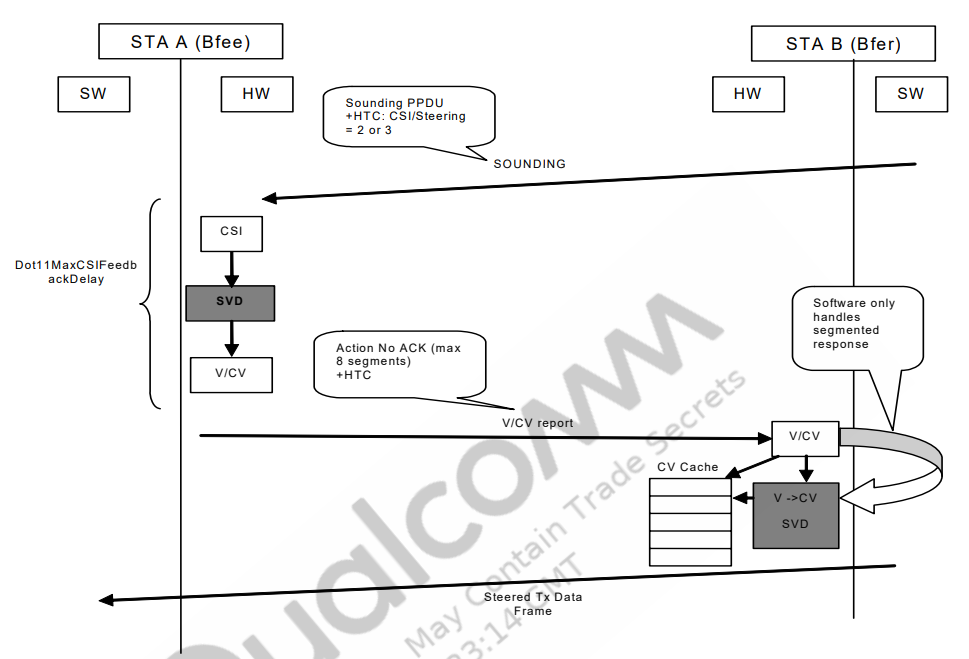 STA A (Bfee)
STA B (Bfer)
SW
HW
HW
SW
Sounding PPDU
+HTC: CSI/Steering
= 2 or 3
SOUNDING
CSI
Dot11MaxCSIFeedb
ackDelay
SVD
Software only
handles
segmented
response
Action No ACK (max
8 segments)
+HTC
V/CV
V/CV report
V/CV
CV Cache
V ->CV
SVD
Steered Tx Data
Frame
Qualcomm
May Contain Trade Secrets
3:14 GMT